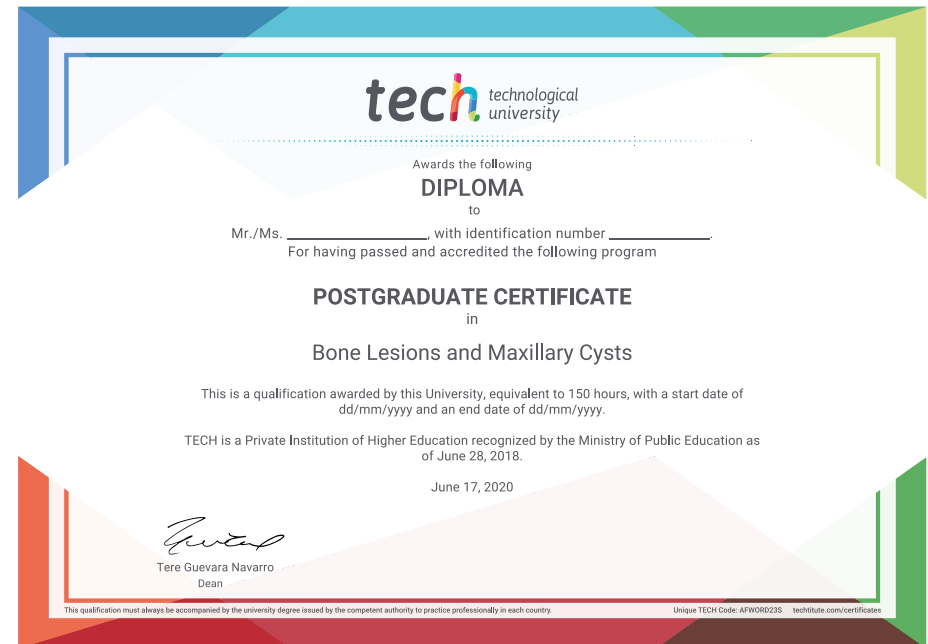 tech technological
university
Awards the following
DIPLOMA
to
Mr./Ms. ____________________, with identification number ______________.
For having passed and accredited the following program
POSTGRADUATE CERTIFICATE
in
Bone Lesions and Maxillary Cysts
This is a qualification awarded by this University, equivalent to 150 hours, with a start date of
dd/mm/yyyy and an end date of dd/mm/yyyy.
TECH is a Private Institution of Higher Education recognized by the Ministry of Public Education as
of June 28, 2018.
June 17, 2020
Tere Guevara Navarro
Dean
This qualification must always be accompanied by the university degree issued by the competent authority to practice professionally in each country. Unique TECH Code: AFWORD23S techtitute.com/certificates